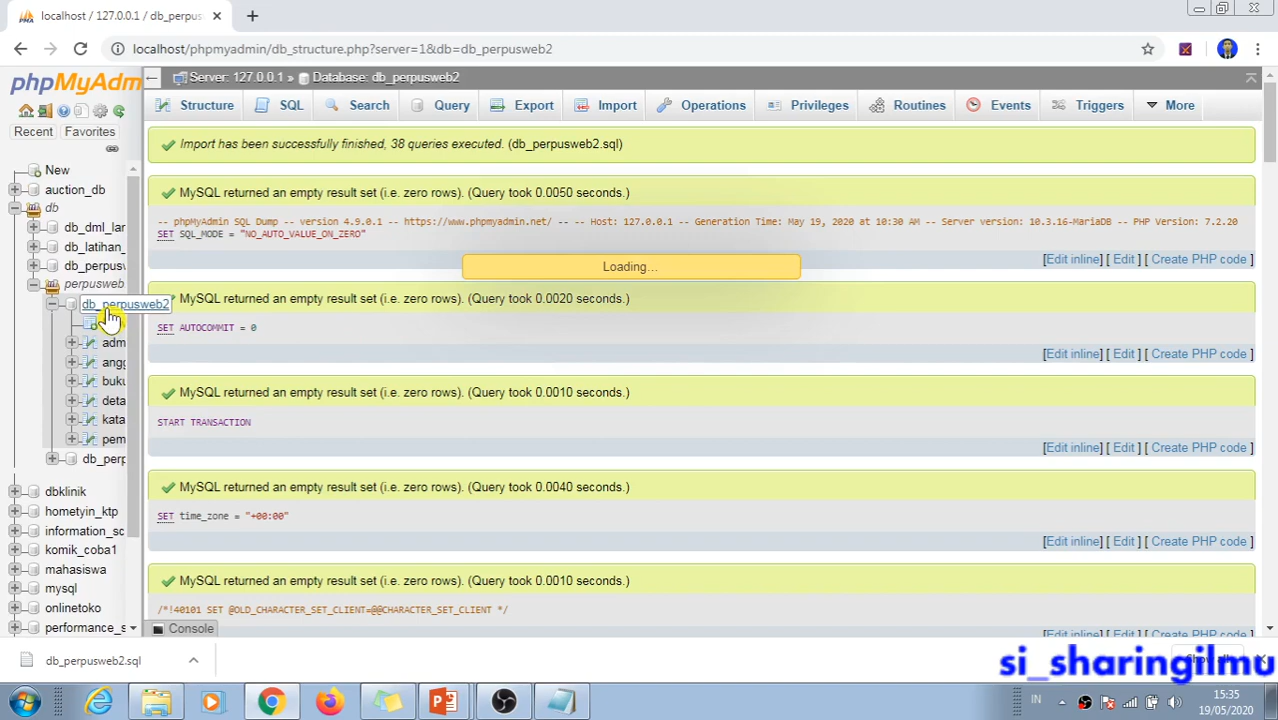 localhost / 127.0.0.1 / db_perpus
localhost/phpmyadmin/db_structure.php?server=1&db=db_perpusweb2
phpMyAdm
Server: 127.0.0.1 » Database: db_perpusweb2
Structure SQL Search Query Export Import Operations Privileges Routines Events Triggers More
Recent Favorites
New
auction_db
db
db_dml_lar
db_latihan_
db_perpus
perpusweb
db_perpusweb2
adm
angg
buku
deta
kata
pem
db_perp
dbklinik
hometyin_ktp
information_sc
komik_coba1
mahasiswa
mysql
onlinetoko
performance_s
Import has been successfully finished, 38 queries executed. (db_perpusweb2.sql)
MySQL returned an empty result set (i.e. zero rows). (Query took 0.0050 seconds.)
-- phpMyAdmin SQL Dump -- version 4.9.0.1 -- https://www.phpmyadmin.net/ -- -- Host: 127.0.0.1 -- Generation Time: May 19, 2020 at 10:30 AM -- Server version: 10.3.16-MariaDB -- PHP Version: 7.2.20
SET SQL_MODE = "NO_AUTO_VALUE_ON_ZERO"
[Edit inline] [ Edit ] [ Create PHP code ]
Loading…
MySQL returned an empty result set (i.e. zero rows). (Query took 0.0020 seconds.)
SET AUTOCOMMIT = 0
[Edit inline] [ Edit ] [ Create PHP code ]
MySQL returned an empty result set (i.e. zero rows). (Query took 0.0010 seconds.)
START TRANSACTION
[Edit inline] [ Edit ] [ Create PHP code ]
MySQL returned an empty result set (i.e. zero rows). (Query took 0.0040 seconds.)
SET time_zone = "+00:00"
[Edit inline] [ Edit ] [ Create PHP code ]
MySQL returned an empty result set (i.e. zero rows). (Query took 0.0010 seconds.)
/*!40101 SET @OLD_CHARACTER_SET_CLIENT=@@CHARACTER_SET_CLIENT */
[Edit inline] [ Edit ] [ Create PHP code ]
Console
db_perpusweb2.sql
si_sharingilmu
IN
15:35
19/05/2020